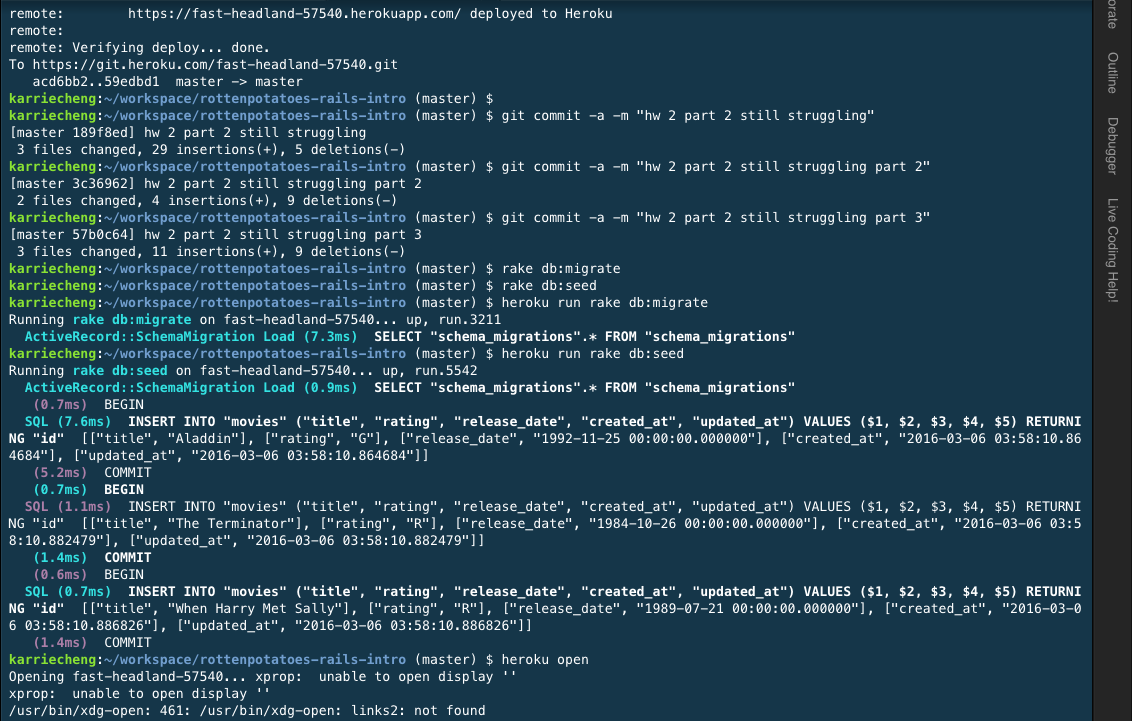 remote:        https://fast-headland-57540.herokuapp.com/ deployed to Heroku
remote:
remote: Verifying deploy... done.
To https://git.heroku.com/fast-headland-57540.git
   acd6bb2..59edbd1  master -> master
karriecheng:~/workspace/rottenpotatoes-rails-intro (master) $
karriecheng:~/workspace/rottenpotatoes-rails-intro (master) $ git commit -a -m "hw 2 part 2 still struggling"
[master 189f8ed] hw 2 part 2 still struggling
 3 files changed, 29 insertions(+), 5 deletions(-)
karriecheng:~/workspace/rottenpotatoes-rails-intro (master) $ git commit -a -m "hw 2 part 2 still struggling part 2"
[master 3c36962] hw 2 part 2 still struggling part 2
 2 files changed, 4 insertions(+), 9 deletions(-)
karriecheng:~/workspace/rottenpotatoes-rails-intro (master) $ git commit -a -m "hw 2 part 2 still struggling part 3"
[master 57b0c64] hw 2 part 2 still struggling part 3
 3 files changed, 11 insertions(+), 9 deletions(-)
karriecheng:~/workspace/rottenpotatoes-rails-intro (master) $ rake db:migrate
karriecheng:~/workspace/rottenpotatoes-rails-intro (master) $ rake db:seed
karriecheng:~/workspace/rottenpotatoes-rails-intro (master) $ heroku run rake db:migrate
Running rake db:migrate on fast-headland-57540... up, run.3211
  ActiveRecord::SchemaMigration Load (7.3ms)  SELECT "schema_migrations".* FROM "schema_migrations"
karriecheng:~/workspace/rottenpotatoes-rails-intro (master) $ heroku run rake db:seed
Running rake db:seed on fast-headland-57540... up, run.5542
  ActiveRecord::SchemaMigration Load (0.9ms)  SELECT "schema_migrations".* FROM "schema_migrations"
   (0.7ms)  BEGIN
  SQL (7.6ms)  INSERT INTO "movies" ("title", "rating", "release_date", "created_at", "updated_at") VALUES ($1, $2, $3, $4, $5) RETURNI
NG "id"  [["title", "Aladdin"], ["rating", "G"], ["release_date", "1992-11-25 00:00:00.000000"], ["created_at", "2016-03-06 03:58:10.86
4684"], ["updated_at", "2016-03-06 03:58:10.864684"]]
   (5.2ms)  COMMIT
   (0.7ms)  BEGIN
  SQL (1.1ms)  INSERT INTO "movies" ("title", "rating", "release_date", "created_at", "updated_at") VALUES ($1, $2, $3, $4, $5) RETURNI
NG "id"  [["title", "The Terminator"], ["rating", "R"], ["release_date", "1984-10-26 00:00:00.000000"], ["created_at", "2016-03-06 03:5
8:10.882479"], ["updated_at", "2016-03-06 03:58:10.882479"]]
   (1.4ms)  COMMIT
   (0.6ms)  BEGIN
  SQL (0.7ms)  INSERT INTO "movies" ("title", "rating", "release_date", "created_at", "updated_at") VALUES ($1, $2, $3, $4, $5) RETURNI
NG "id"  [["title", "When Harry Met Sally"], ["rating", "R"], ["release_date", "1989-07-21 00:00:00.000000"], ["created_at", "2016-03-0
6 03:58:10.886826"], ["updated_at", "2016-03-06 03:58:10.886826"]]
   (1.4ms)  COMMIT
karriecheng:~/workspace/rottenpotatoes-rails-intro (master) $ heroku open
Opening fast-headland-57540... xprop:  unable to open display ''
xprop:  unable to open display ''
/usr/bin/xdg-open: 461: /usr/bin/xdg-open: links2: not found
orate
Outline
Debugger
Live Coding Help!